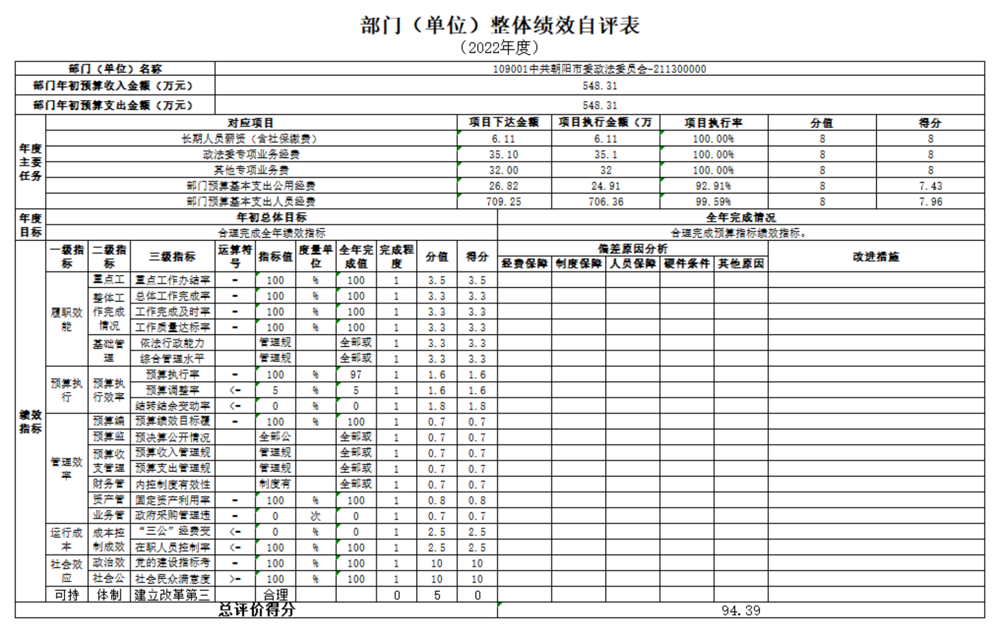 部门（单位）整体绩效自评表
（2022年度）
部门（单位）名称 109001中共朝阳市委政法委员会-211300000
部门年初预算收入金额（万元） 548.31
部门年初预算支出金额（万元） 548.31
年度主要任务 对应项目 项目下达金额 项目执行金额（万 项目执行率 分值 得分
长期人员薪资（含社保缴费） 6.11 6.11 100.00% 8 8
政法委专项业务经费 35.10 35.1 100.00% 8 8
其他专项业务费 32.00 32 100.00% 8 8
部门预算基本支出公用经费 26.82 24.91 92.91% 8 7.43
部门预算基本支出人员经费 709.25 706.36 99.59% 8 7.96
年度目标 年初总体目标 全年完成情况
合理完成全年绩效指标 合理完成预算指标绩效指标。
绩效指标 一级指标 二级指标 三级指标 运算符号 指标值 度量单位 全年完成值 完成程度 分值 得分 偏差原因分析 改进措施
经费保障 制度保障 人员保障 硬件条件 其他原因
履职效能 重点工 重点工作办结率 = 100 % 100 1 3.5 3.5
整体工作完成情况 总体工作完成率 = 100 % 100 1 3.3 3.3
工作完成及时率 = 100 % 100 1 3.3 3.3
工作质量达标率 = 100 % 100 1 3.3 3.3
基础管理 依法行政能力 管理规 全部或 1 3.3 3.3
综合管理水平 管理规 全部或 1 3.3 3.3
预算执行 预算执行效率 预算执行率 = 100 % 97 1 1.6 1.6
预算调整率 <= 5 % 5 1 1.6 1.6
结转结余变动率 <= 0 % 0 1 1.8 1.8
管理效率 预算编 预算绩效目标覆 = 100 % 100 1 0.7 0.7
预算监 预决算公开情况 全部公 全部或 1 0.7 0.7
预算收支管理 预算收入管理规 管理规 全部或 1 0.7 0.7
预算支出管理规 管理规 全部或 1 0.7 0.7
财务管 内控制度有效性 制度有 全部或 1 0.7 0.7
资产管 固定资产利用率 = 100 % 100 1 0.8 0.8
业务管 政府采购管理违 = 0 次 0 1 0.7 0.7
运行成本 成本控制成效 “三公”经费变 <= 0 % 0 1 2.5 2.5
在职人员控制率 <= 100 % 100 1 2.5 2.5
社会效应 政治效 党的建设指标考 = 100 % 100 1 10 10
社会公 社会民众满意度 >= 100 % 100 1 10 10
可持 体制 建立改革第三 合理 0 5 0
总评价得分 94.39